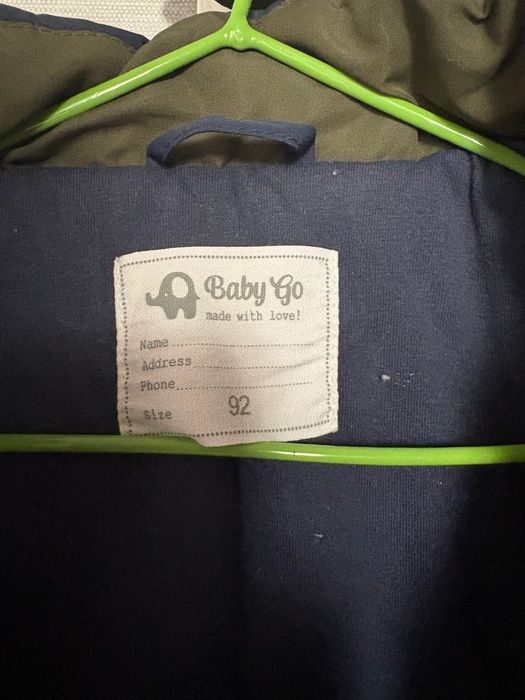 Baby Go
made with love!
Name
Address
Phone
Size 92